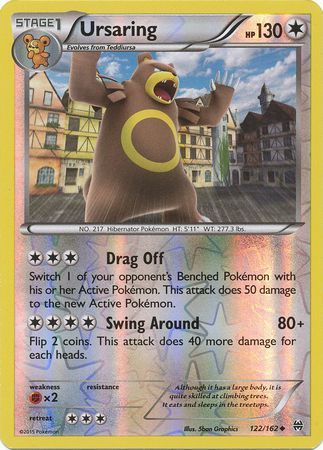 STAGE1
Ursaring
HP130
Evolves from Teddiursa
NO. 217 Hibernator Pokémon HT: 5'11" WT: 277.3 lbs.
Drag Off
Switch 1 of your opponent's Benched Pokémon with
his or her Active Pokémon. This attack does 50 damage
to the new Active Pokémon.
Swing Around 80+
Flip 2 coins. This attack does 40 more damage for
each heads.
weakness resistance
×2
retreat
Although it has a large body, it is
quite skilled at climbing trees.
It eats and sleeps in the treetops.
©2015 Pokémon
Illus. 5ban Graphics
122/162